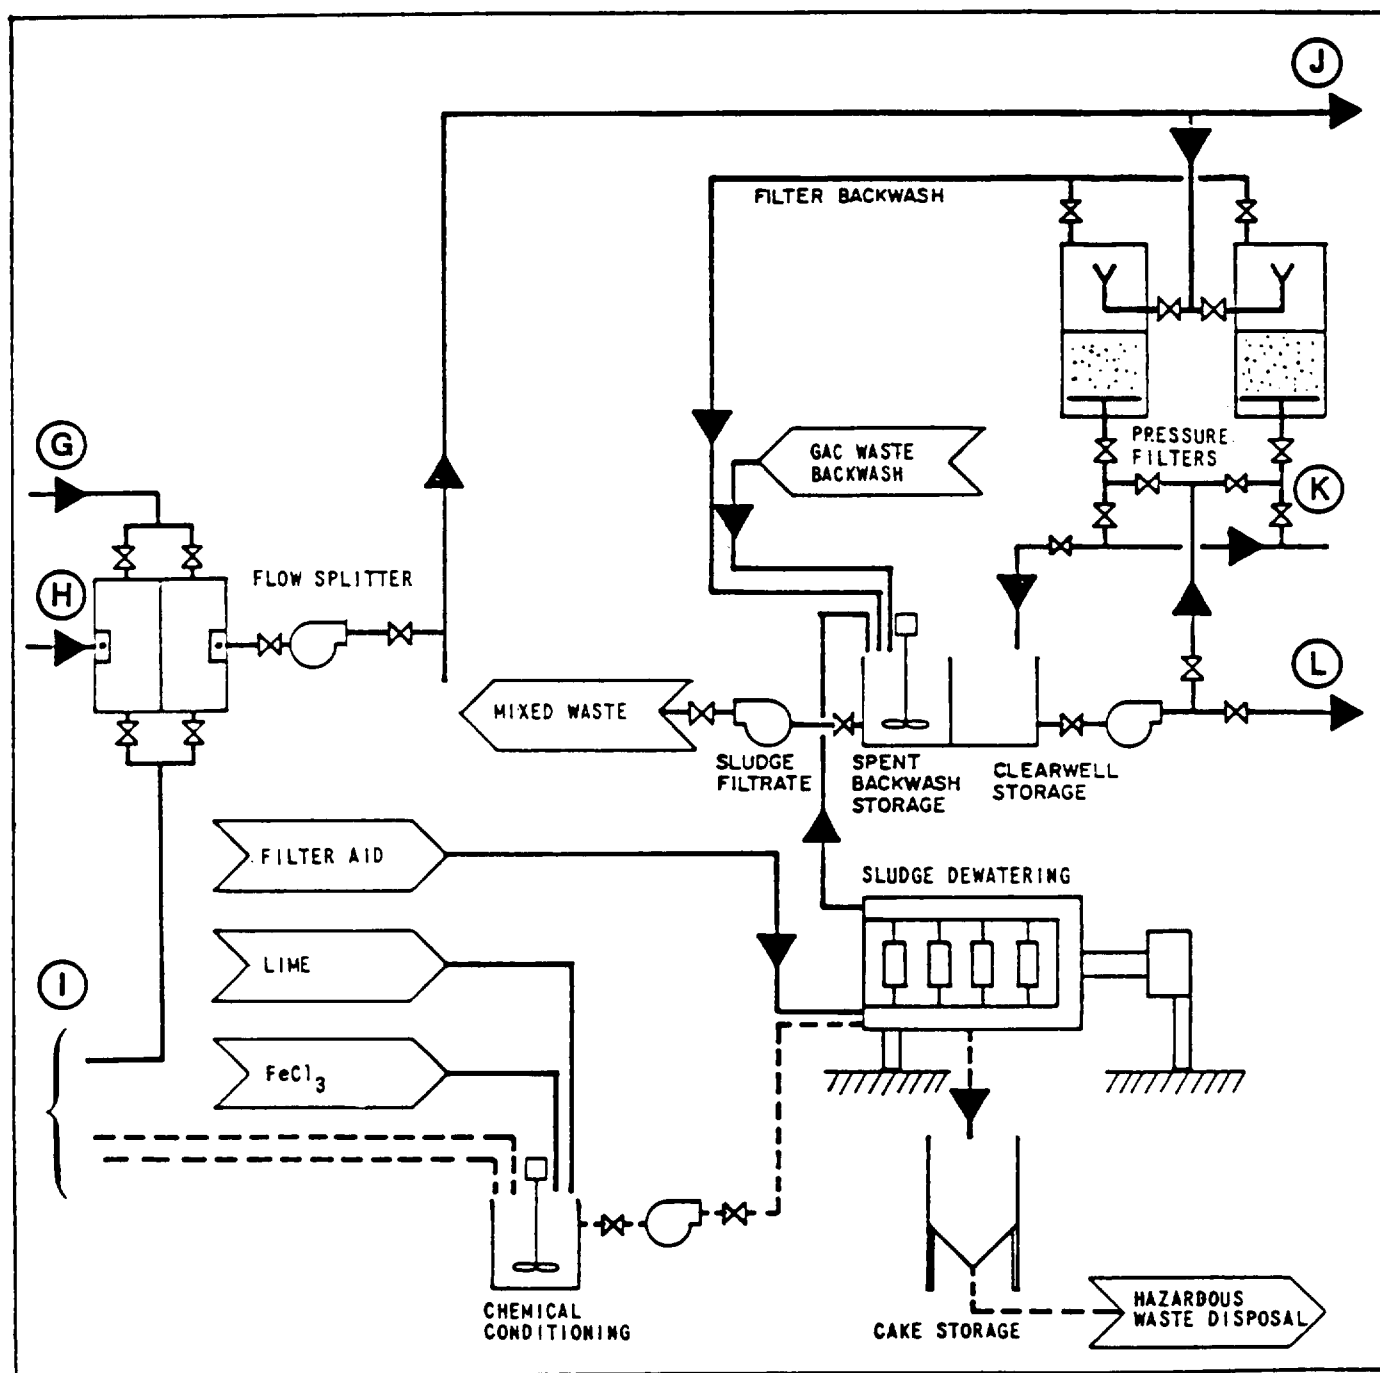 J
FILTER BACKWASH
G
GAC WASTE
BACKWASH
PRESSURE
FILTERS
K
H
FLOW SPLITTER
L
MIXED WASTE
SLUDGE
FILTRATE
SPENT
BACKWASH
STORAGE
CLEARWELL
STORAGE
FILTER AID
SLUDGE DEWATERING
LIME
I
FeCl3
CHEMICAL
CONDITIONING
CAKE STORAGE
HAZARDOUS
WASTE DISPOSAL